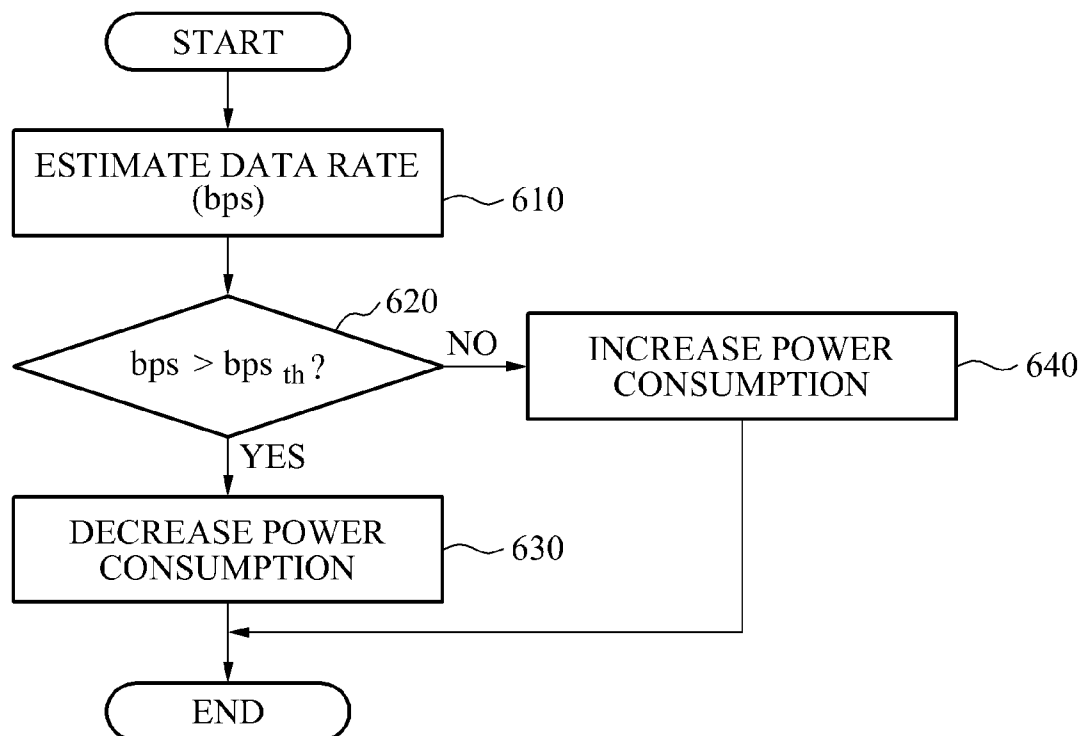 START
ESTIMATE DATA RATE
(bps)
610
620
bps > bps th ?
NO
INCREASE POWER
CONSUMPTION
640
YES
DECREASE POWER
CONSUMPTION
630
END